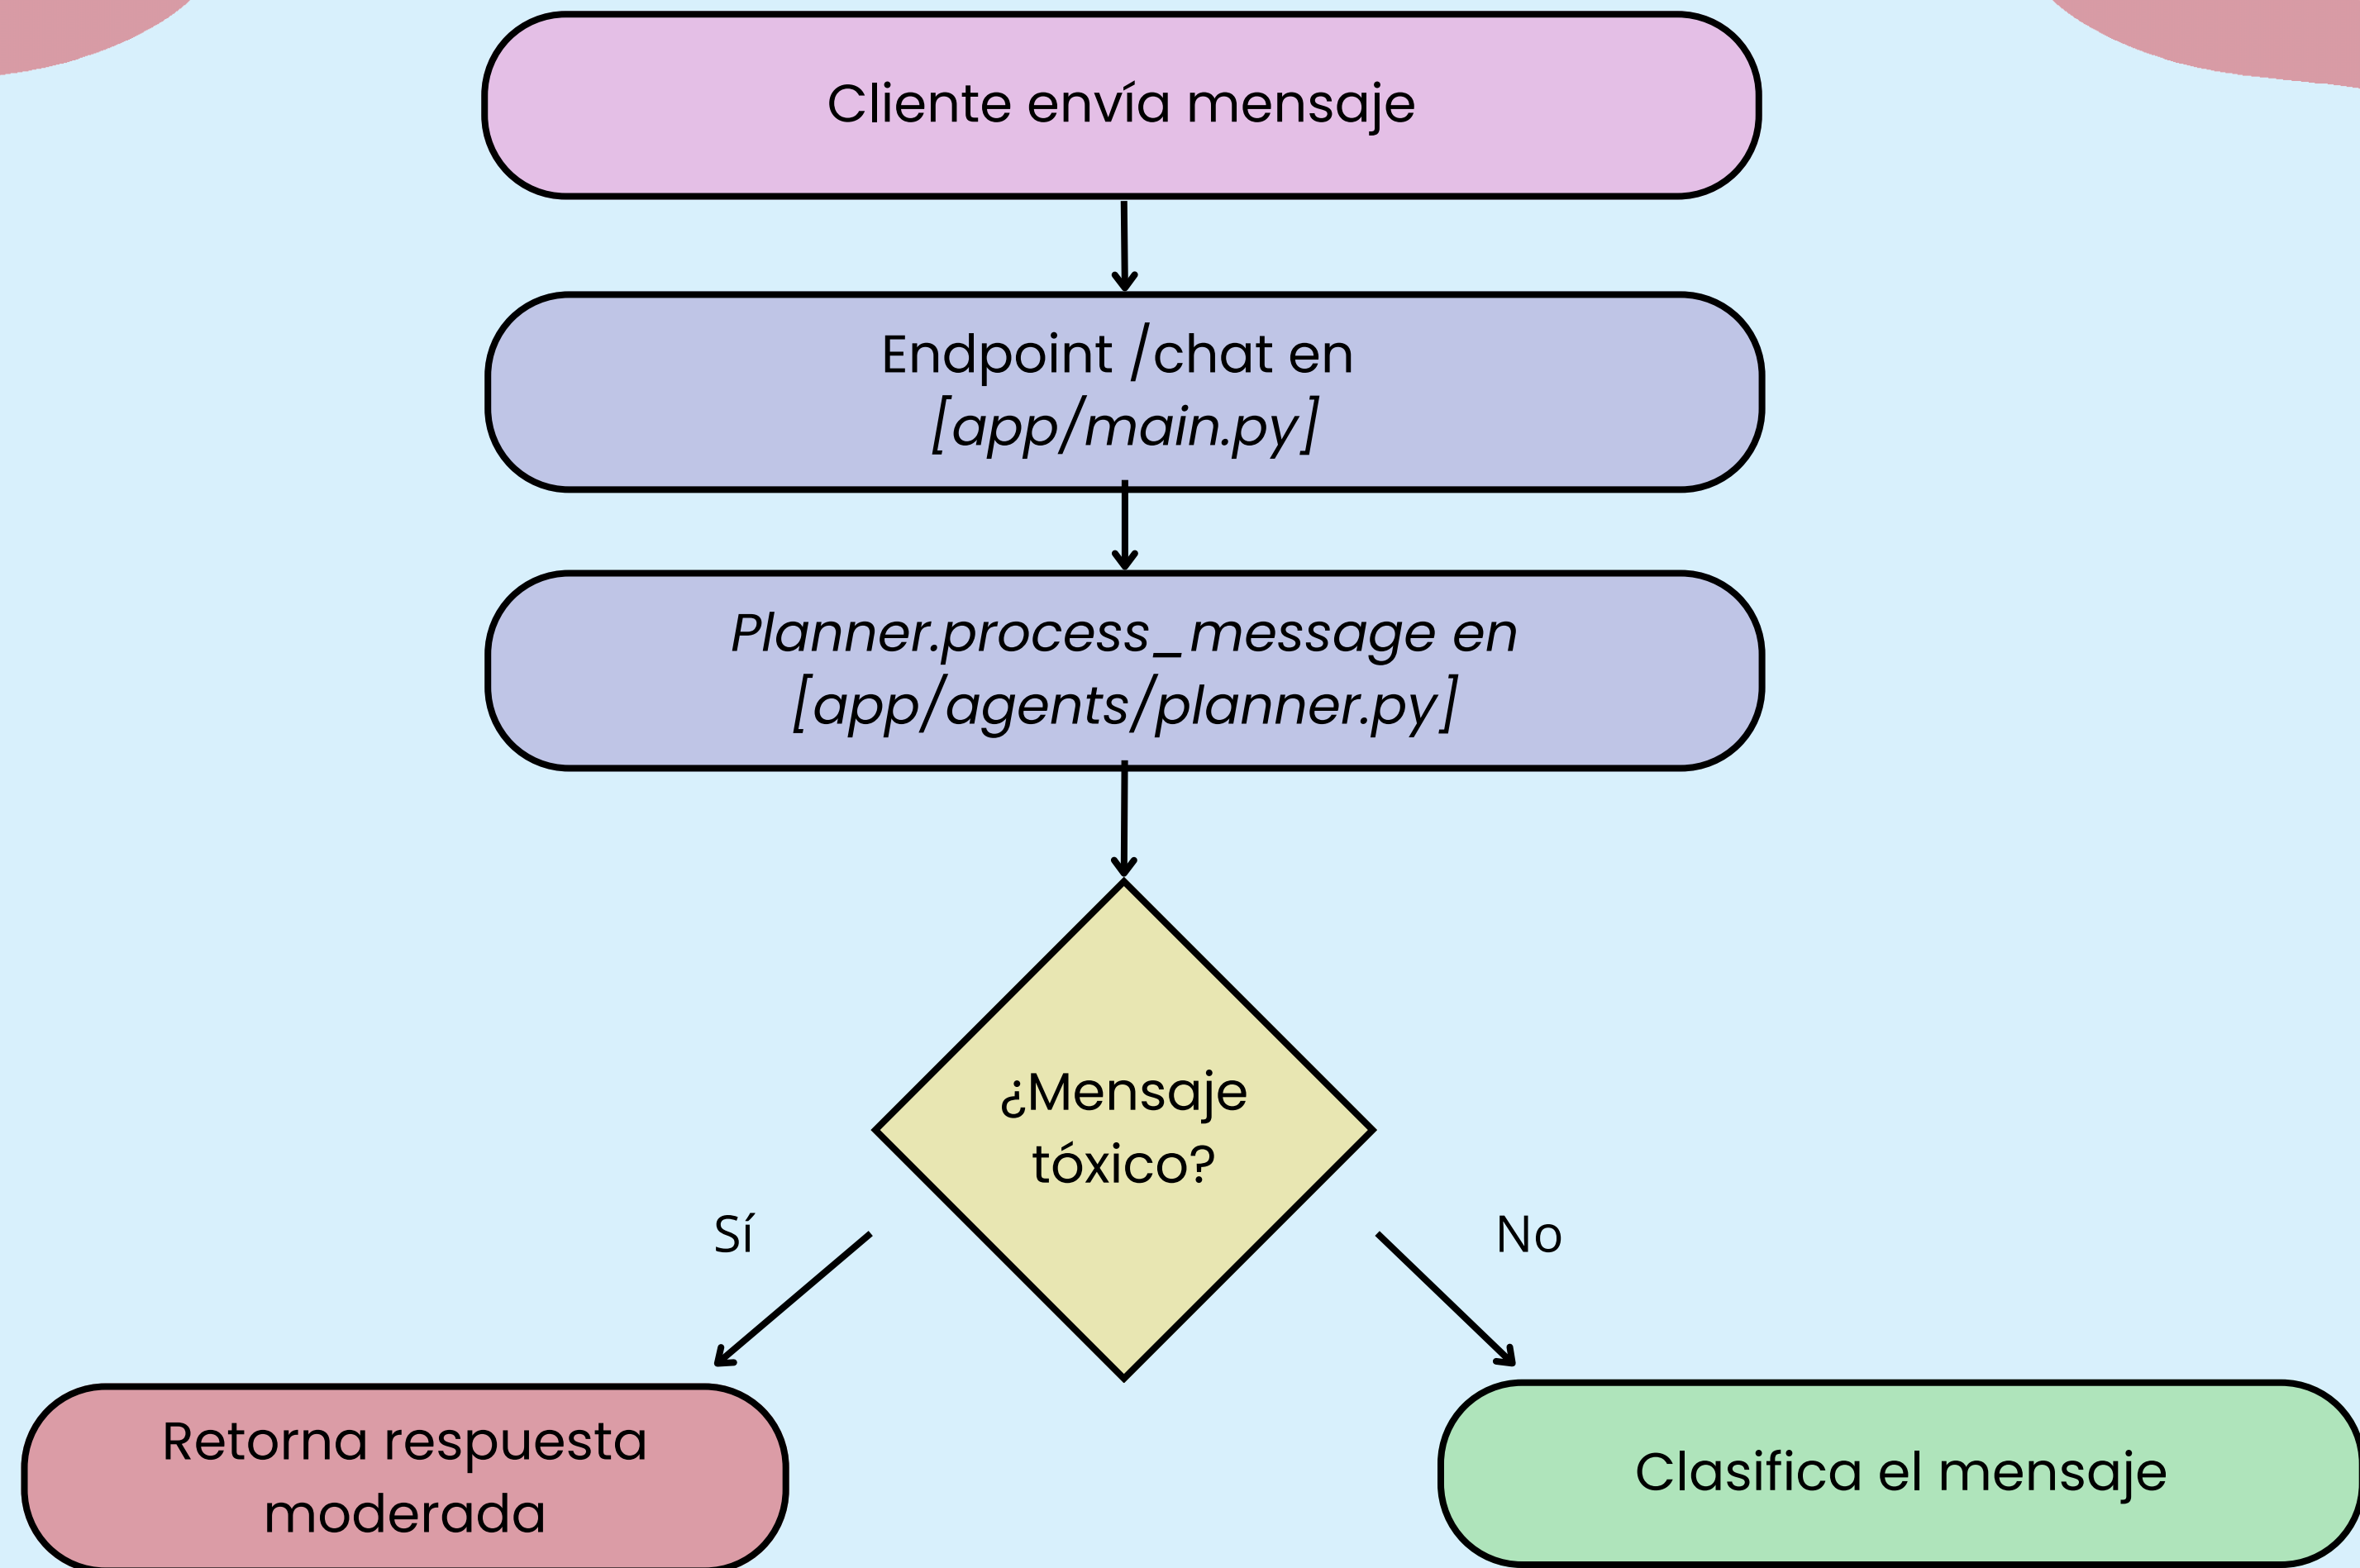 Cliente envía mensaje
Endpoint /chat en
[app/main.py]
Planner.process_message en
[app/agents/planner.py]
¿Mensaje
tóxico?
Sí
No
Retorna respuesta
moderada
Clasifica el mensaje